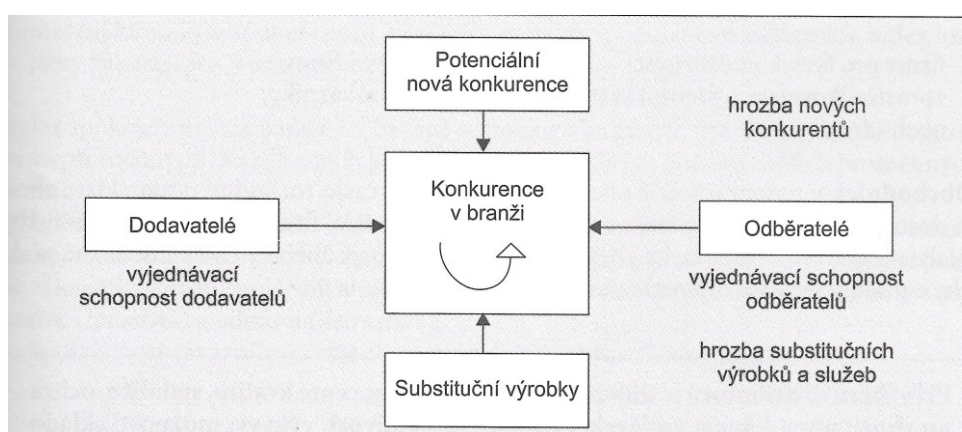 Potenciální
nová konkurence
hrozba nových
konkurentů
Konkurence
v branži
Dodavatelé
Odběratelé
vyjednávací
schopnost dodavatelů
vyjednávací schopnost
odběratelů
hrozba substitučních
výrobků a služeb
Substituční výrobky